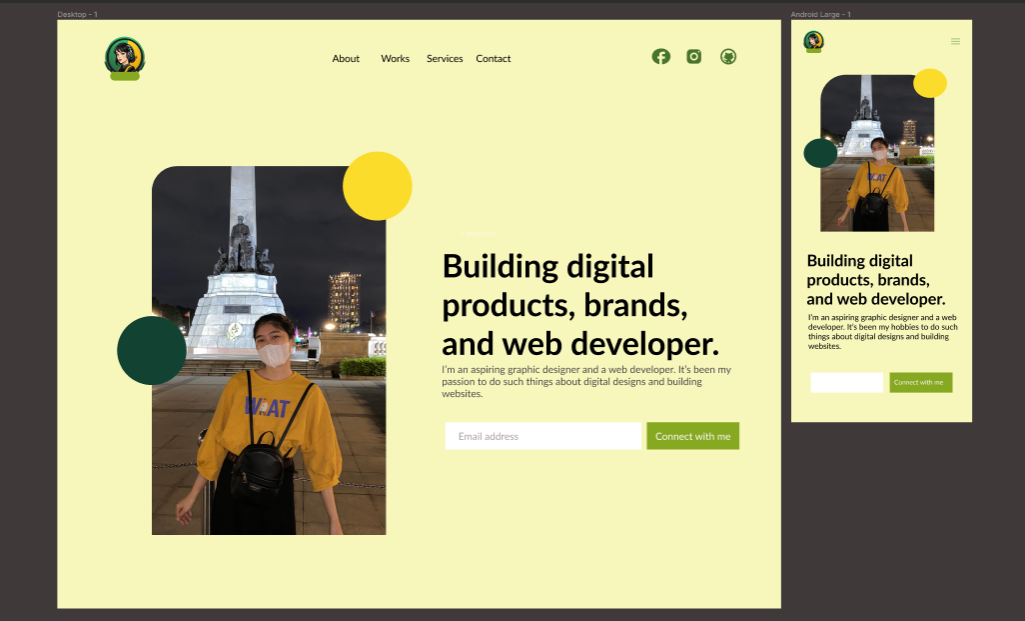 Desktop - 1
About Works Services Contact
Building digital
products, brands,
and web developer.
I'm an aspiring graphic designer and a web developer. It's been my
passion to do such things about digital designs and building
websites.
Email address
Connect with me
Android Large - 1
Building digital
products, brands,
and web developer.
I'm an aspiring graphic designer and a web
developer. It's been my hobbies to do such
things about digital designs and building
websites.
Connect with me